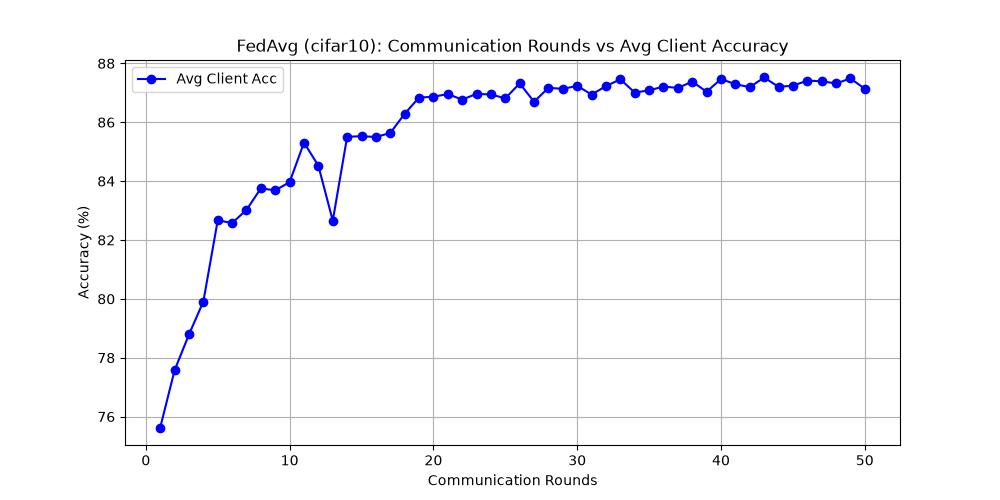 FedAvg (cifar10): Communication Rounds vs Avg Client Accuracy
Avg Client Acc
88
86
84
82
80
78
76
Accuracy (%)
0 10 20 30 40 50
Communication Rounds